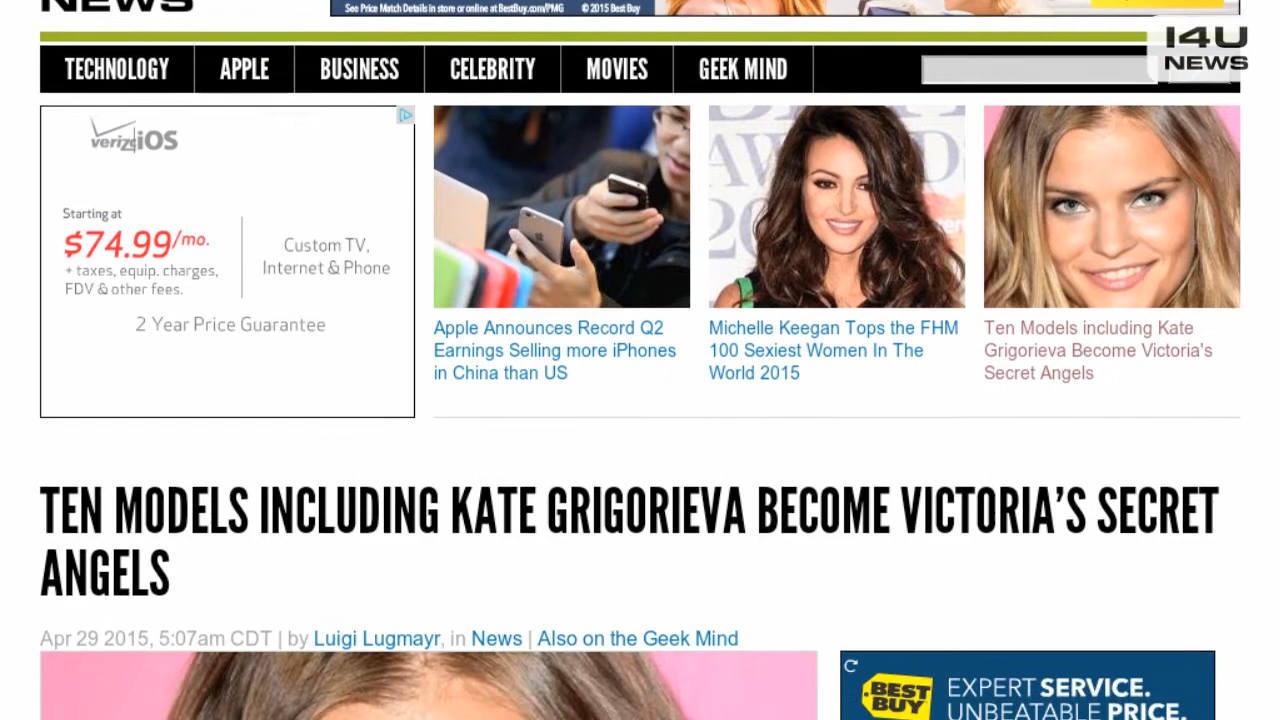 NEWS
See Price Match Details in store or online at BestBuy.com/PMG © 2015 Best Buy
I4U
NEWS
TECHNOLOGY APPLE BUSINESS CELEBRITY MOVIES GEEK MIND
Starting at
$74.99/mo.
+ taxes, equip. charges,
FDV & other fees.
Custom TV,
Internet & Phone
2 Year Price Guarantee
Apple Announces Record Q2
Earnings Selling more iPhones
in China than US
Michelle Keegan Tops the FHM
100 Sexiest Women In The
World 2015
Ten Models including Kate
Grigorieva Become Victoria's
Secret Angels
TEN MODELS INCLUDING KATE GRIGORIEVA BECOME VICTORIA’S SECRET
ANGELS
Apr 29 2015, 5:07am CDT | by Luigi Lugmayr, in News | Also on the Geek Mind
BEST
BUY
EXPERT SERVICE.
UNBEATABLE PRICE.